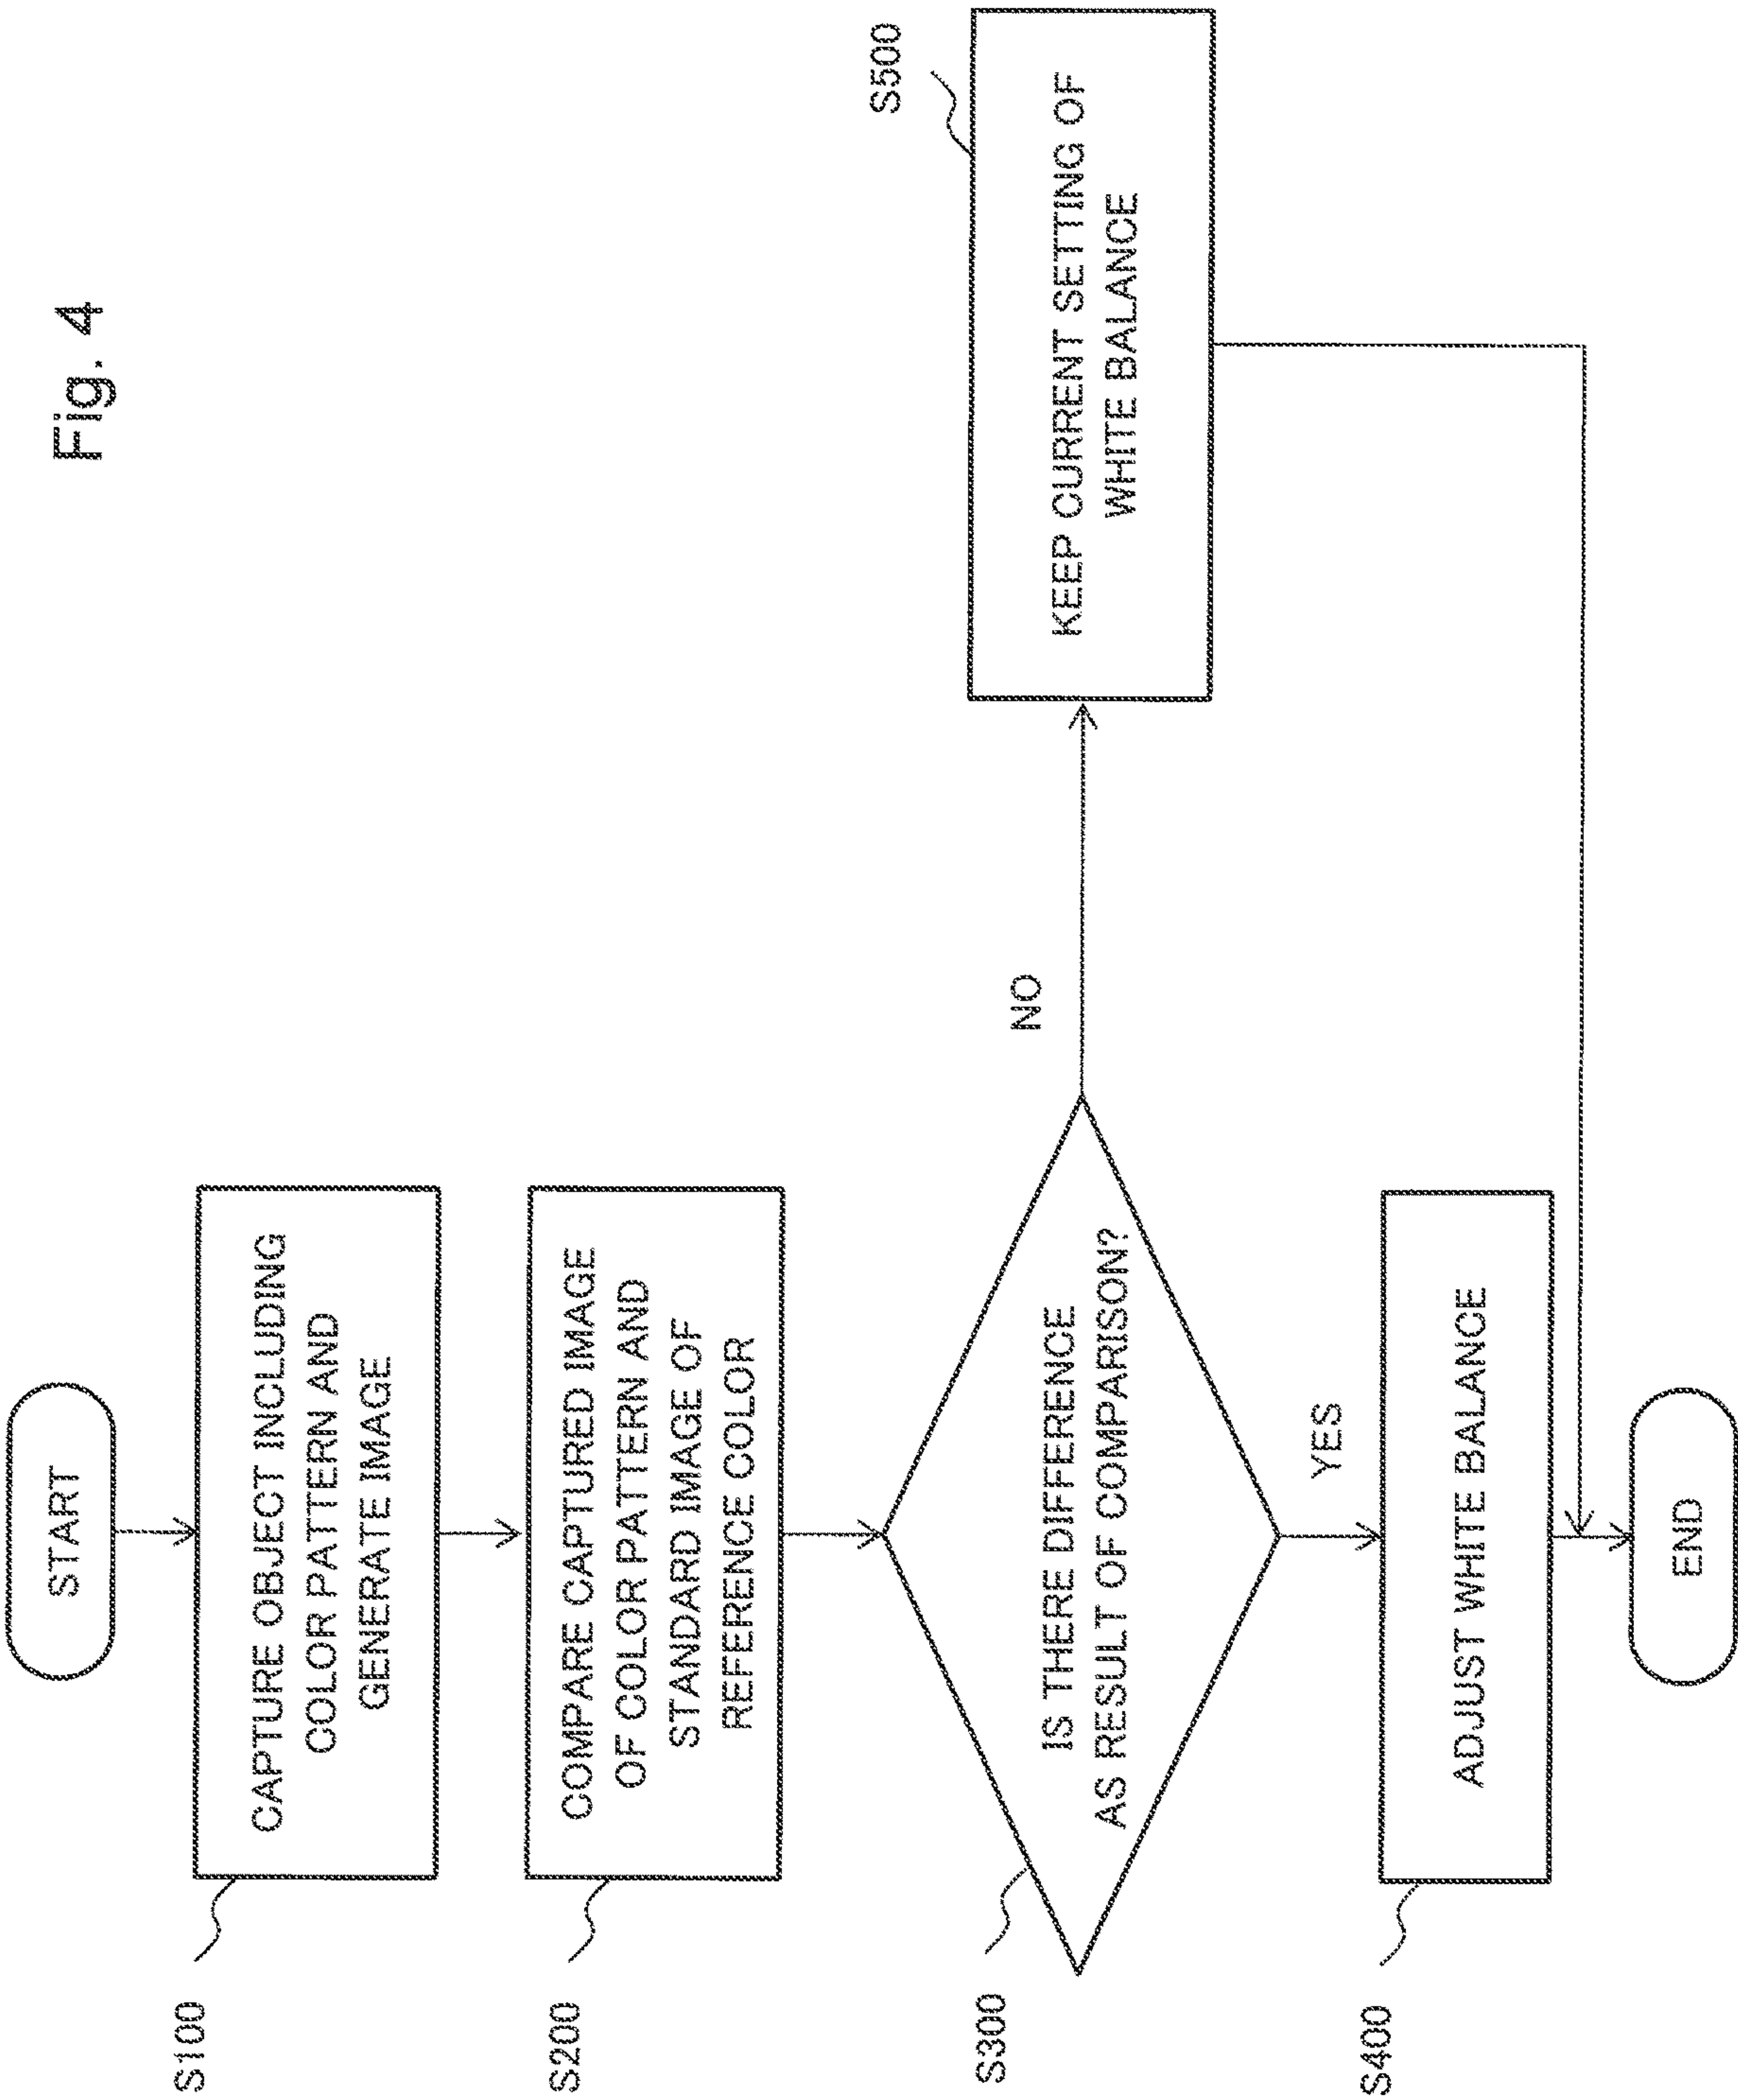 Fig. 4
START
S100
CAPTURE OBJECT INCLUDING
COLOR PATTERN AND
GENERATE IMAGE
S200
COMPARE CAPTURED IMAGE
OF COLOR PATTERN AND
STANDARD IMAGE OF
REFERENCE COLOR
S300
IS THERE DIFFERENCE
AS RESULT OF COMPARISON?
NO
S500
KEEP CURRENT SETTING OF
WHITE BALANCE
YES
S400
ADJUST WHITE BALANCE
END